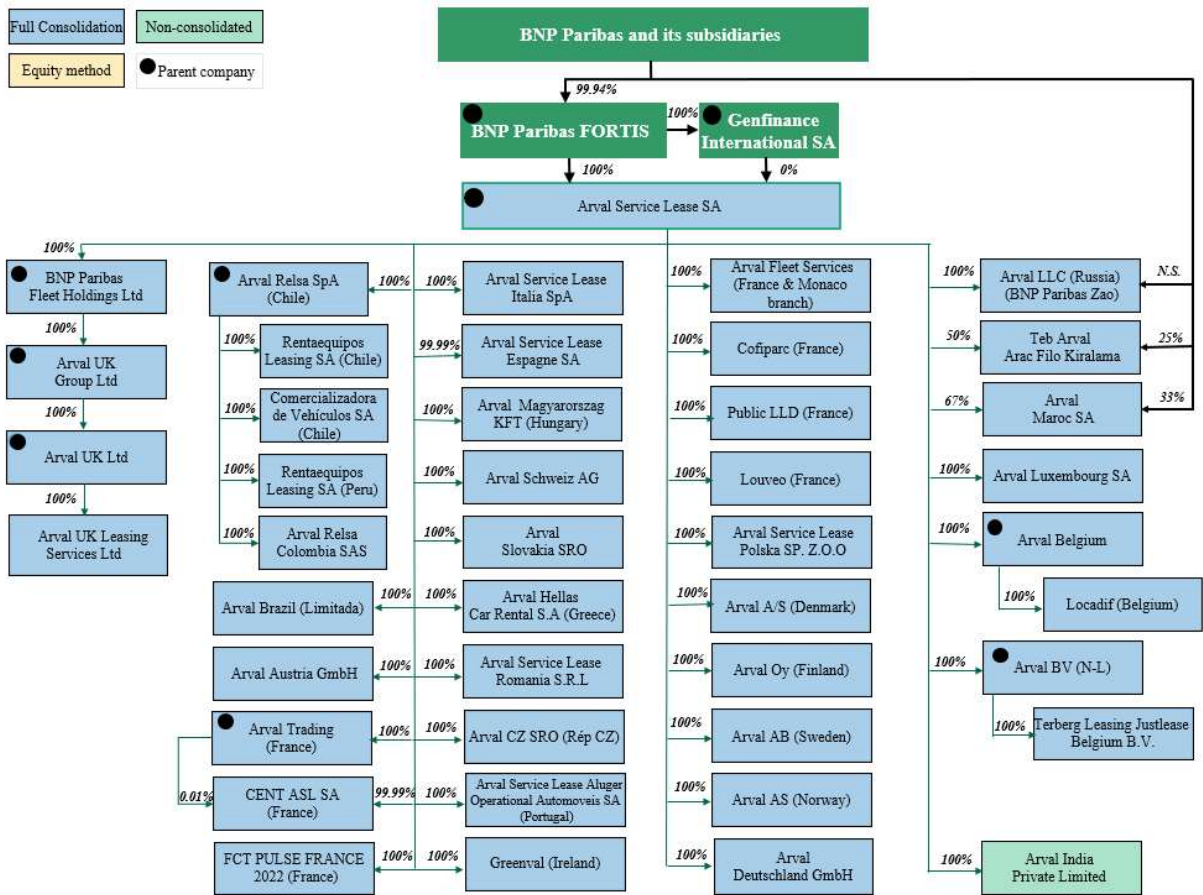 Full Consolidation
Non-consolidated
Equity method
Parent company
BNP Paribas and its subsidiaries
99.94%
BNP Paribas FORTIS
100%
Genfinance
International SA
100%
0%
Arval Service Lease SA
100%
BNP Paribas
Fleet Holdings Ltd
100%
Arval UK
Group Ltd
100%
Arval UK Ltd
100%
Arval UK Leasing
Services Ltd
Arval Relsa SpA
(Chile)
100%
100%
Rentaequipos
Leasing SA (Chile)
100%
Comercializadora
de Vehículos SA
(Chile)
100%
Rentaequipos
Leasing SA (Peru)
100%
Arval Relsa
Colombia SAS
Arval Brazil (Limitada)
100%
Arval Austria GmbH
100%
Arval Trading
(France)
100%
0.01%
CENT ASL SA
(France)
99.99%
FCT PULSE FRANCE
2022 (France)
100%
100%
Arval Service Lease
Italia SpA
99.99%
Arval Service Lease
Espagne SA
100%
Arval Magyarorszag
KFT (Hungary)
100%
Arval Schweiz AG
100%
Arval
Slovakia SRO
100%
Arval Hellas
Car Rental S.A (Greece)
100%
Arval Service Lease
Romania S.R.L
100%
Arval CZ SRO (Rép CZ)
100%
Arval Service Lease Aluger
Operational Automoveis SA
(Portugal)
100%
Greenval (Ireland)
100%
Arval Fleet Services
(France & Monaco
branch)
100%
Cofiparc (France)
100%
Public LLD (France)
100%
Louveo (France)
100%
Arval Service Lease
Polska SP. Z.O.O
100%
Arval A/S (Denmark)
100%
Arval Oy (Finland)
100%
Arval AB (Sweden)
100%
Arval AS (Norway)
100%
Arval
Deutschland GmbH
100%
Arval LLC (Russia)
(BNP Paribas Zao)
N.S.
50%
Teb Arval
Arac Filo Kiralama
25%
67%
Arval
Maroc SA
33%
100%
Arval Luxembourg SA
100%
Arval Belgium
100%
Locadif (Belgium)
100%
Arval BV (N-L)
100%
Terberg Leasing Justlease
Belgium B.V.
100%
Arval India
Private Limited